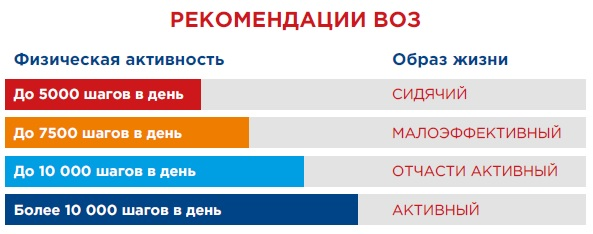 РЕКОМЕНДАЦИИ ВОЗ
Физическая активность Образ жизни
До 5000 шагов в день СИДЯЧИЙ
До 7500 шагов в день МАЛОЭФФЕКТИВНЫЙ
До 10 000 шагов в день ОТЧАСТИ АКТИВНЫЙ
Более 10 000 шагов в день АКТИВНЫЙ